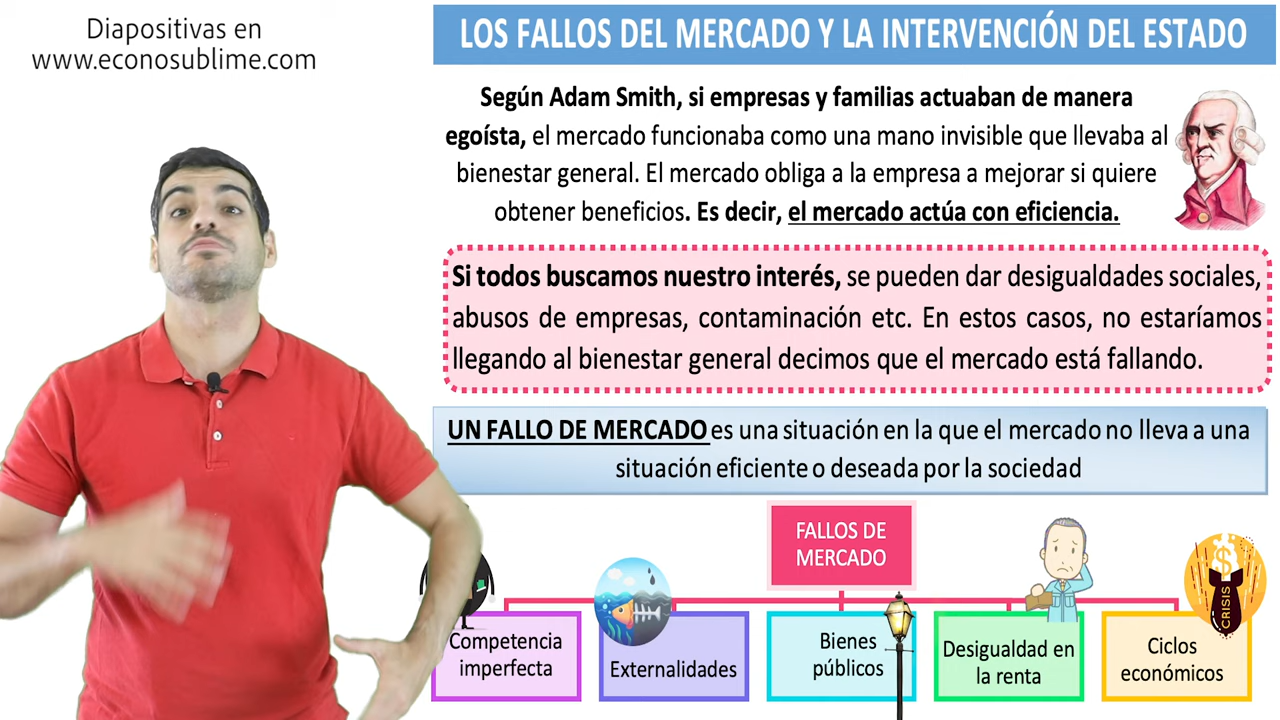 Diapositivas en
www.econosublime.com
LOS FALLOS DEL MERCADO Y LA INTERVENCIÓN DEL ESTADO
Según Adam Smith, si empresas y familias actuaban de manera
egoísta, el mercado funcionaba como una mano invisible que llevaba al
bienestar general. El mercado obliga a la empresa a mejorar si quiere
obtener beneficios. Es decir, el mercado actúa con eficiencia.
Si todos buscamos nuestro interés, se pueden dar desigualdades sociales,
abusos de empresas, contaminación etc. En estos casos, no estaríamos
llegando al bienestar general decimos que el mercado está fallando.
UN FALLO DE MERCADO es una situación en la que el mercado no lleva a una
situación eficiente o deseada por la sociedad
FALLOS DE
MERCADO
Competencia
imperfecta
Externalidades
Bienes
públicos
Desigualdad en
la renta
CRISIS
$
Ciclos
económicos